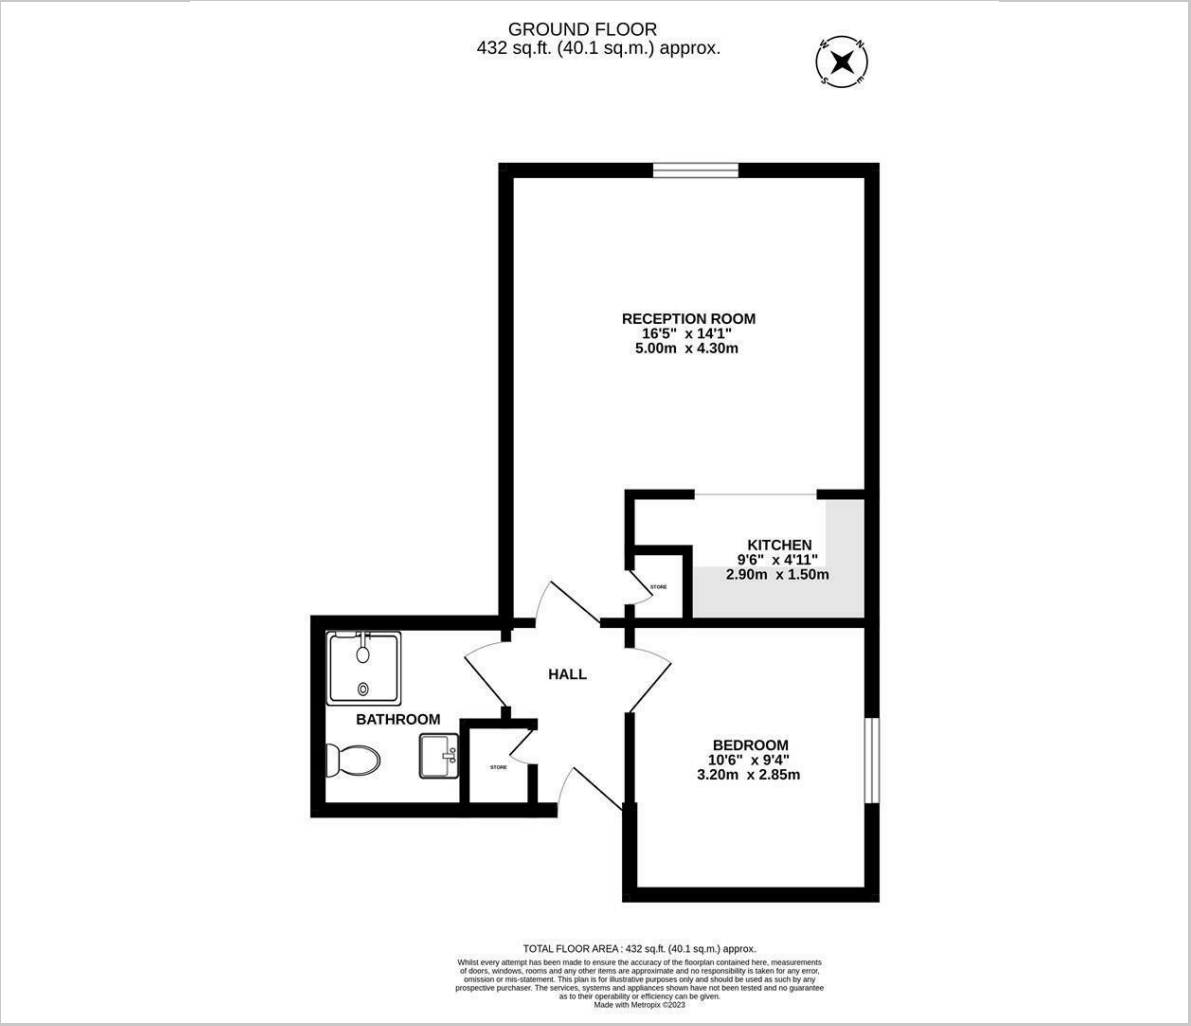 GROUND FLOOR
432 sq.ft. (40.1 sq.m.) approx.
W N
S E
RECEPTION ROOM
16'5" x 14'1"
5.00m x 4.30m
KITCHEN
9'6" x 4'11"
2.90m x 1.50m
STORE
HALL
BATHROOM
BEDROOM
10'6" x 9'4"
3.20m x 2.85m
STORE
TOTAL FLOOR AREA : 432 sq.ft. (40.1 sq.m.) approx.
Whilst every attempt has been made to ensure the accuracy of the floorplan contained here, measurements
of doors, windows, rooms and any other items are approximate and no responsibility is taken for any error,
omission or mis-statement. This plan is for illustrative purposes only and should be used as such by any
prospective purchaser. The services, systems and appliances shown have not been tested and no guarantee
as to their operability or efficiency can be given.
Made with Metropix ©2023